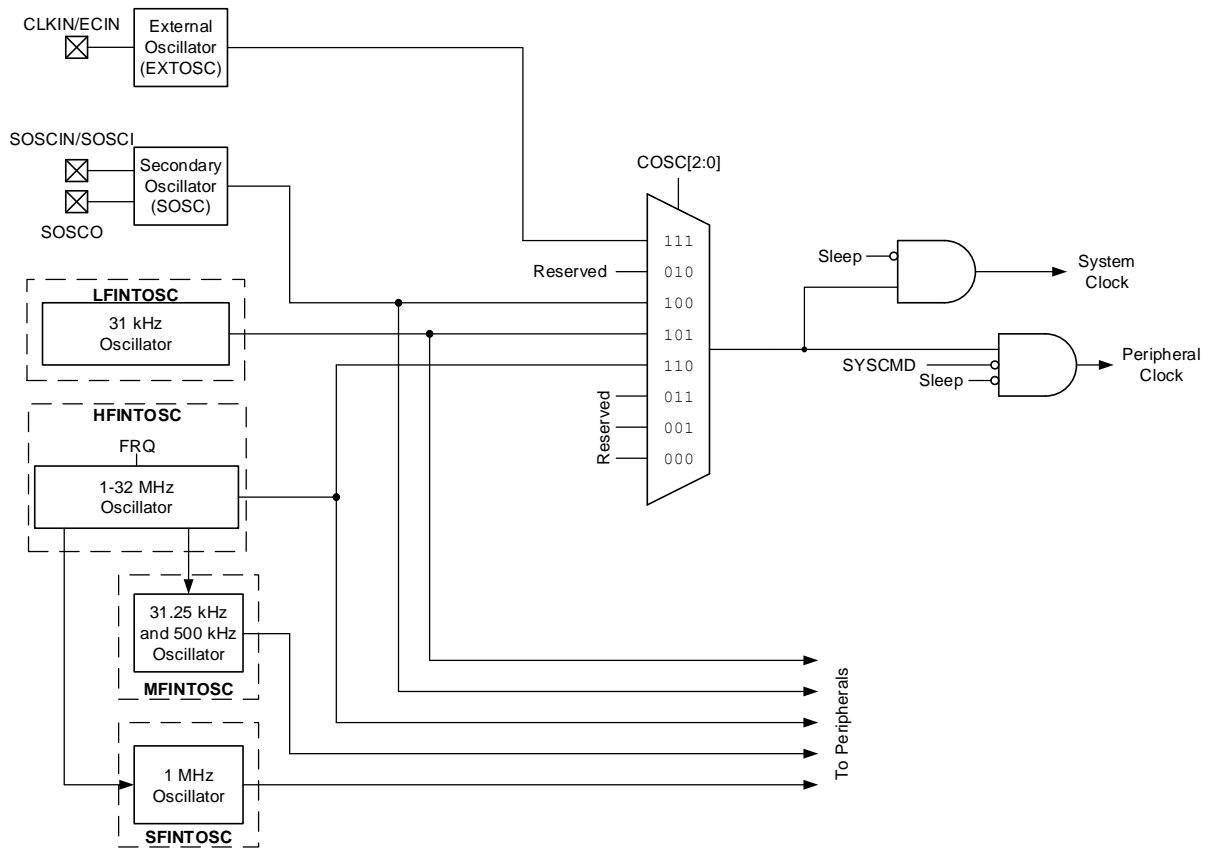 CLKIN/ECIN
External
Oscillator
(EXTOSC)
SOSCIN/SOSCI
Secondary
Oscillator
(SOSC)
SOSCO
COSC[2:0]
111
Reserved
010
100
101
110
011
001
000
Reserved
LFINTOSC
31 kHz
Oscillator
HFINTOSC
FRQ
1-32 MHz
Oscillator
31.25 kHz
and 500 kHz
Oscillator
MFINTOSC
1 MHz
Oscillator
SFINTOSC
Sleep
System
Clock
SYSCMD
Sleep
Peripheral
Clock
To Peripherals